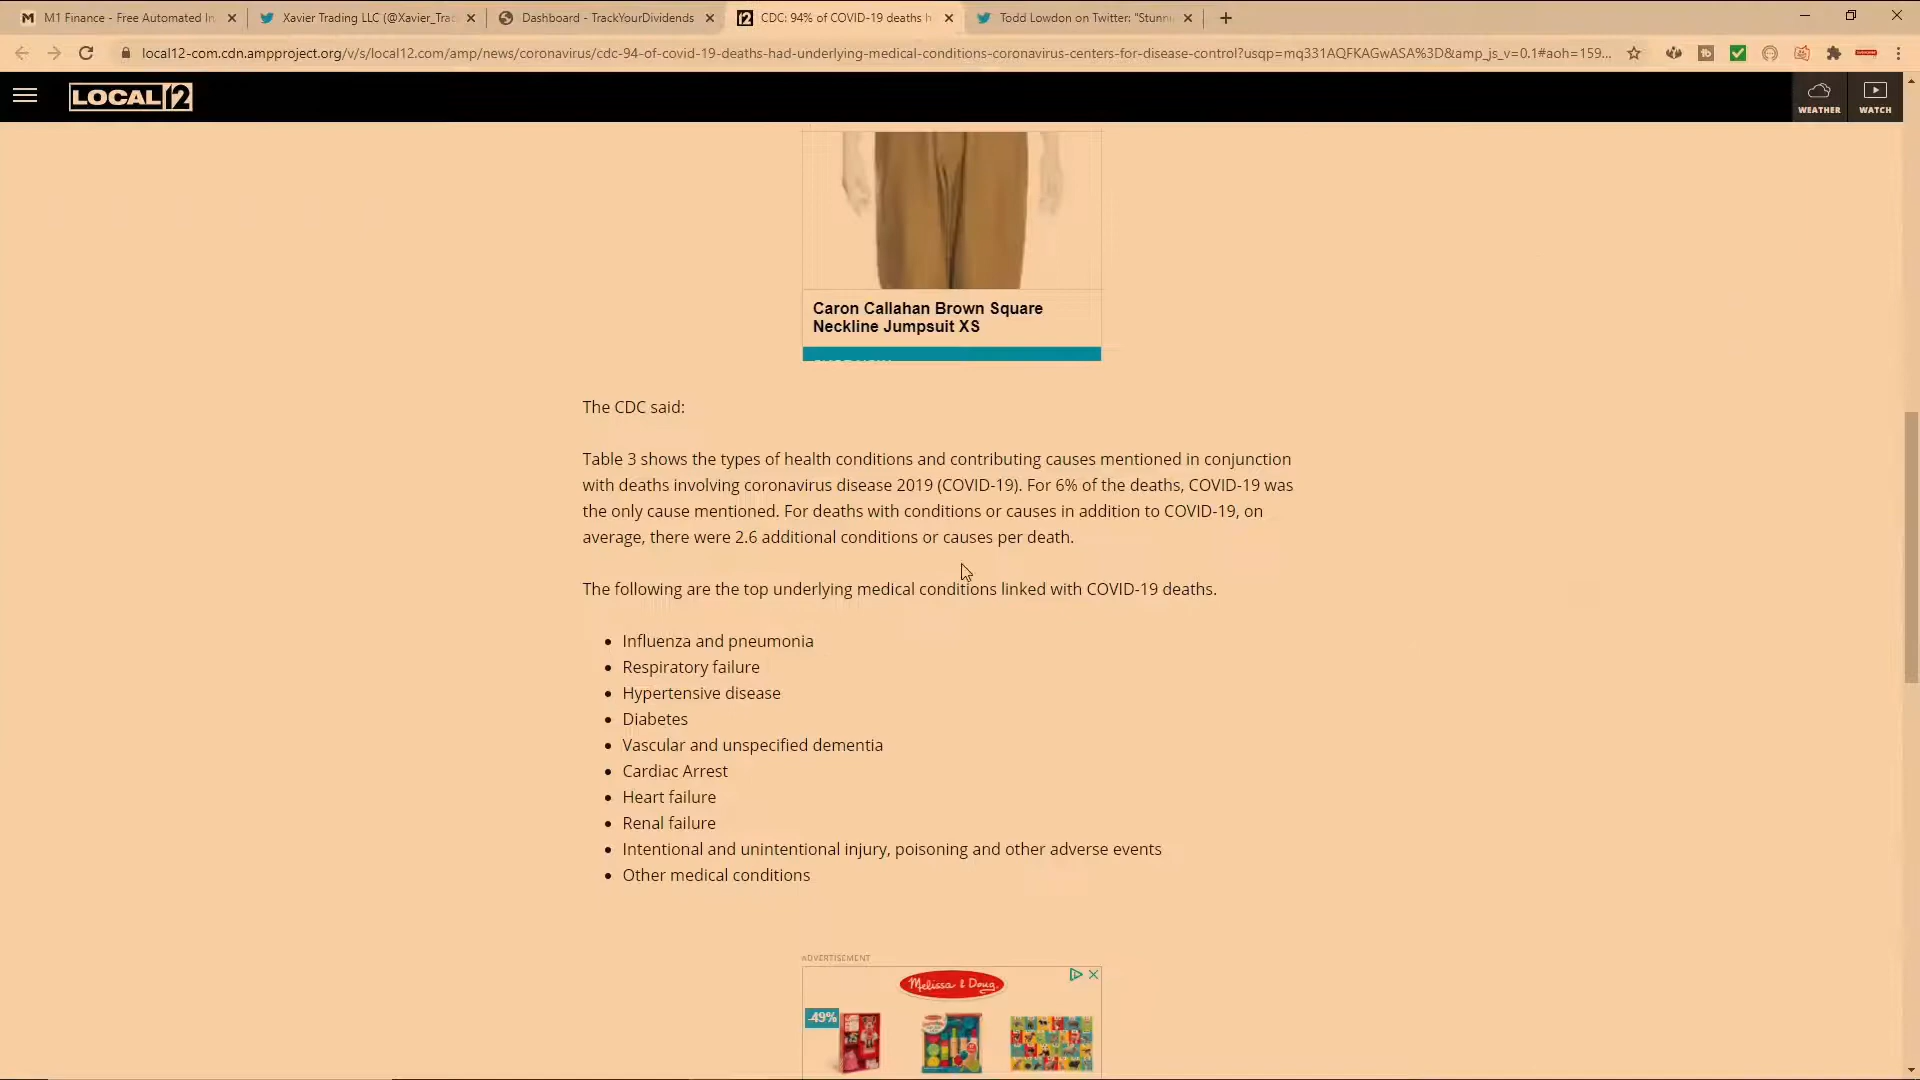 M1 Finance - Free Automated In
Xavier Trading LLC (@Xavier_Tra
Dashboard - TrackYourDividends
CDC: 94% of COVID-19 deaths h
Todd Lowdon on Twitter: "Stunni
local12-com.cdn.ampproject.org/v/s/local12.com/amp/news/coronavirus/cdc-94-of-covid-19-deaths-had-underlying-medical-conditions-coronavirus-centers-for-disease-control?usqp=mq331AQFKAGwASA%3D&amp_js_v=0.1#aoh=159...
LOCAL 12
WEATHER
WATCH
Caron Callahan Brown Square
Neckline Jumpsuit XS
The CDC said:
Table 3 shows the types of health conditions and contributing causes mentioned in conjunction
with deaths involving coronavirus disease 2019 (COVID-19). For 6% of the deaths, COVID-19 was
the only cause mentioned. For deaths with conditions or causes in addition to COVID-19, on
average, there were 2.6 additional conditions or causes per death.
The following are the top underlying medical conditions linked with COVID-19 deaths.
• Influenza and pneumonia
• Respiratory failure
• Hypertensive disease
• Diabetes
• Vascular and unspecified dementia
• Cardiac Arrest
• Heart failure
• Renal failure
• Intentional and unintentional injury, poisoning and other adverse events
• Other medical conditions
ADVERTISEMENT
Melissa & Doug
-49%